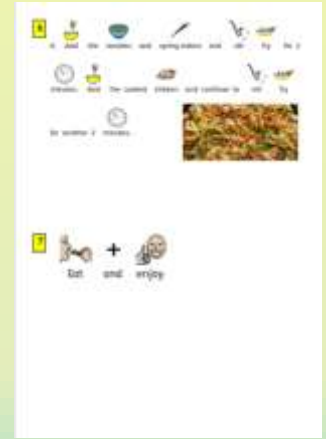 6
Add the noodles and spring onions and stir fry for 2
minutes. Add the cooked chicken and continue to stir fry
for another 2 minutes.
7
Eat and enjoy